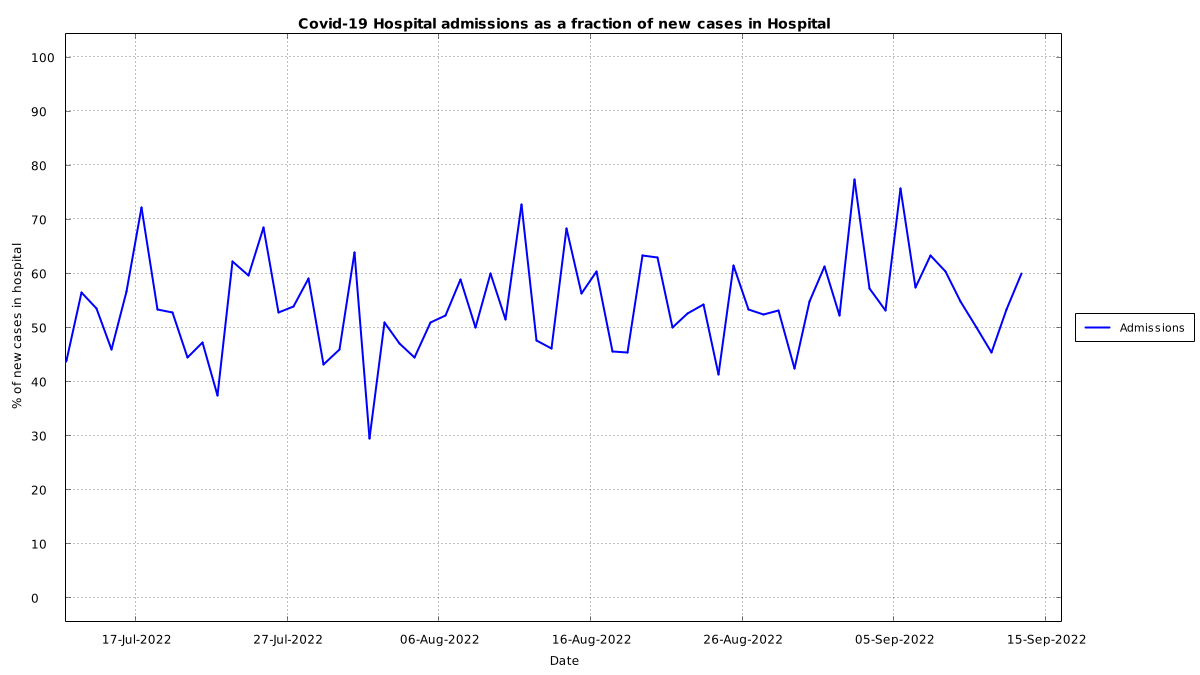 Covid-19 Hospital admissions as a fraction of new cases in Hospital
100
90
80
70
60
50
40
30
20
10
0
% of new cases in hospital
17-Jul-2022
27-Jul-2022
06-Aug-2022
16-Aug-2022
26-Aug-2022
05-Sep-2022
15-Sep-2022
Date
Admissions